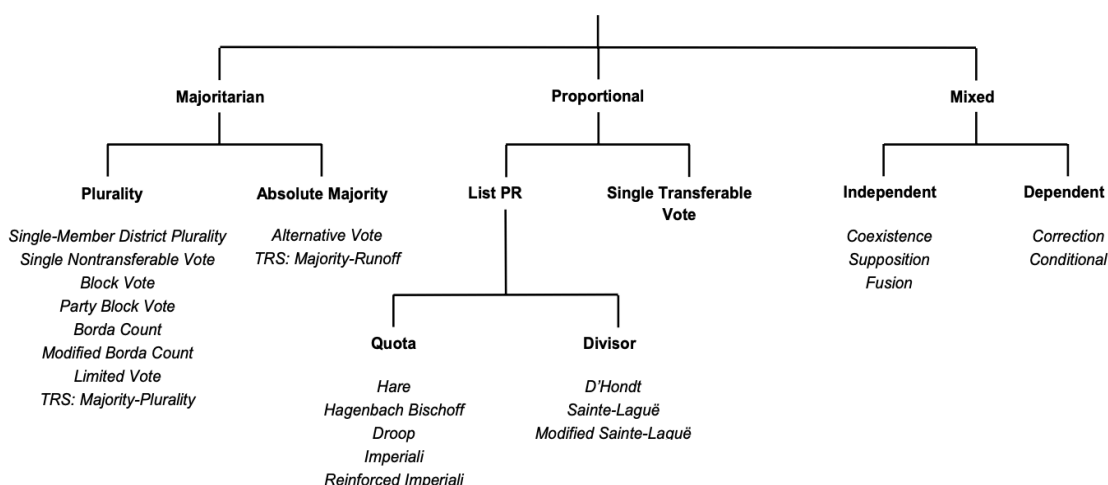 Majoritarian
Proportional
Mixed
Plurality
Absolute Majority
List PR
Single Transferable
Vote
Independent
Dependent
Single-Member District Plurality
Single Nontransferable Vote
Block Vote
Party Block Vote
Borda Count
Modified Borda Count
Limited Vote
TRS: Majority-Plurality
Alternative Vote
TRS: Majority-Runoff
Coexistence
Supposition
Fusion
Correction
Conditional
Quota
Divisor
Hare
Hagenbach Bischoff
Droop
Imperiali
Reinforced Imperiali
D'Hondt
Sainte-Laguë
Modified Sainte-Laguë